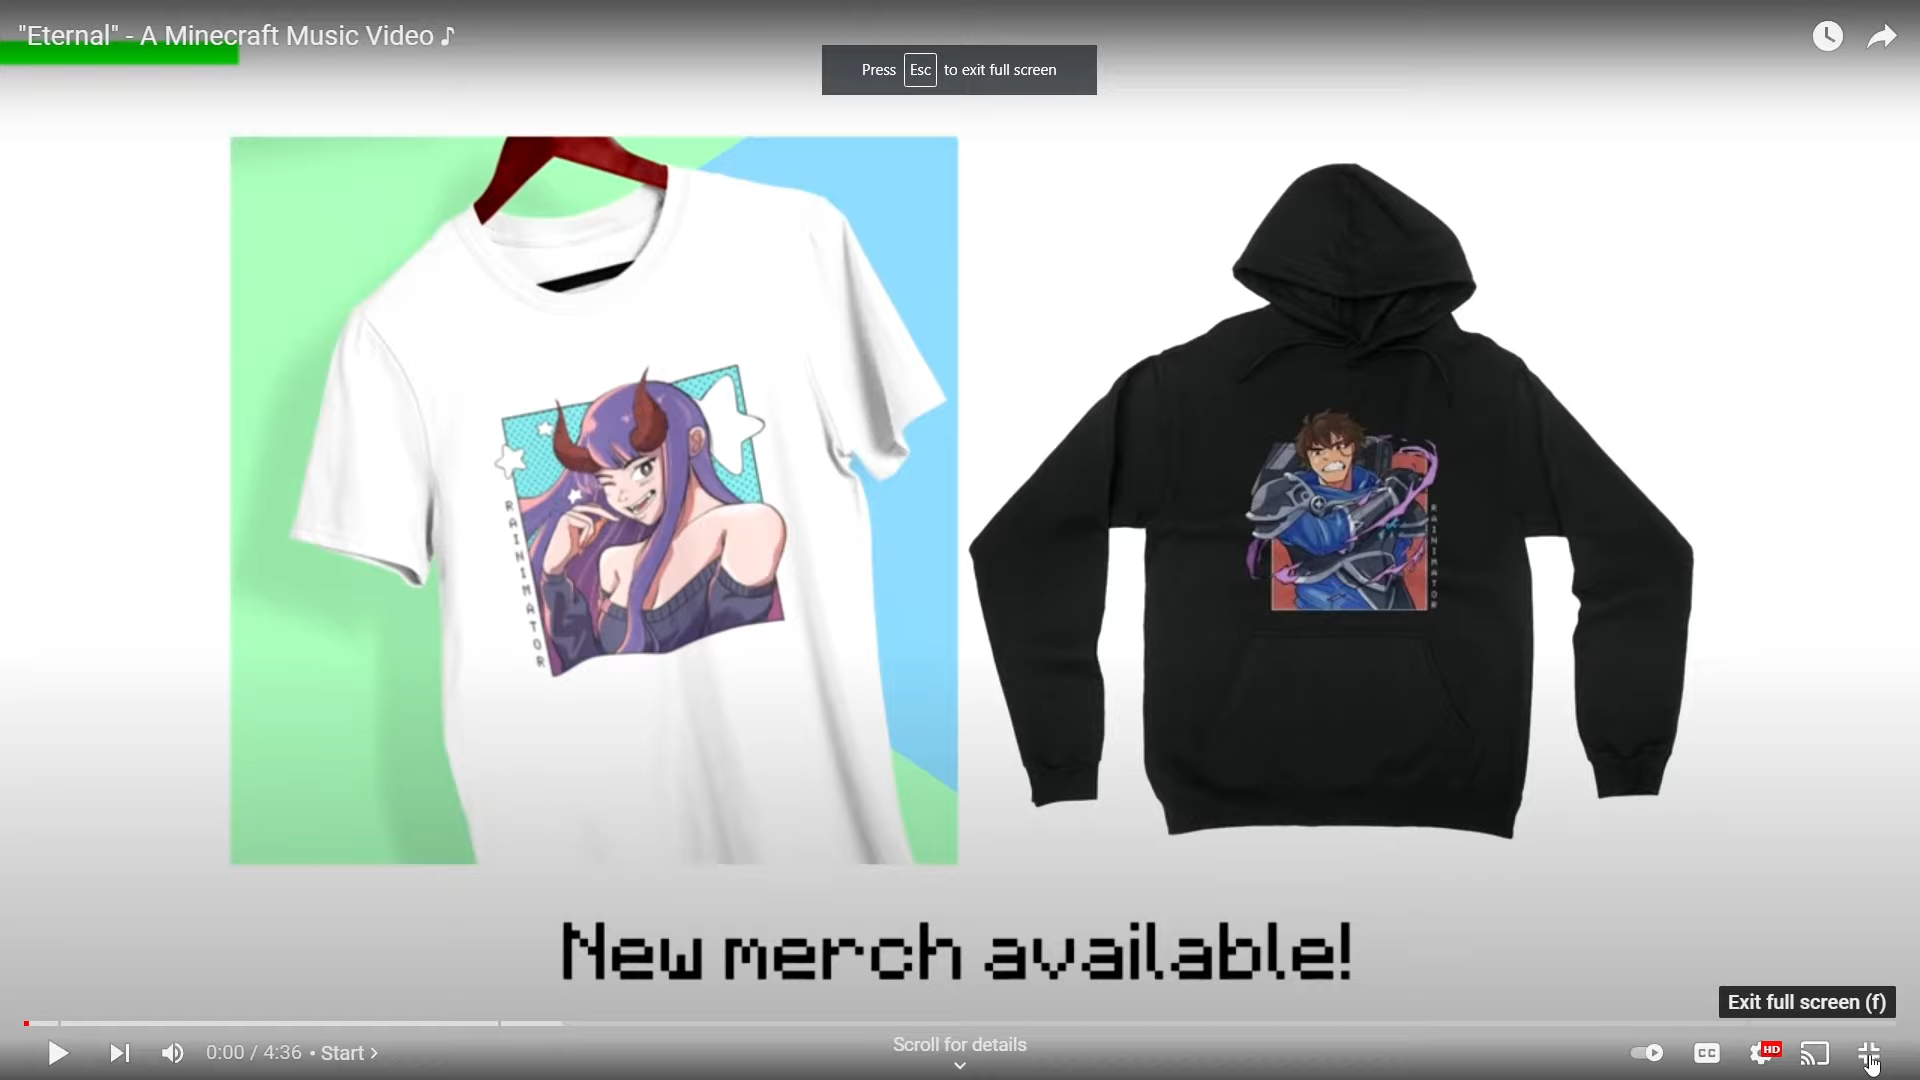 "Eternal" - A Minecraft Music Video ♪
Press Esc to exit full screen
RAINIMATOR
RAINIMATOR
New merch available!
Exit full screen (f)
0:00 / 4:36 • Start >
Scroll for details
CC
HD